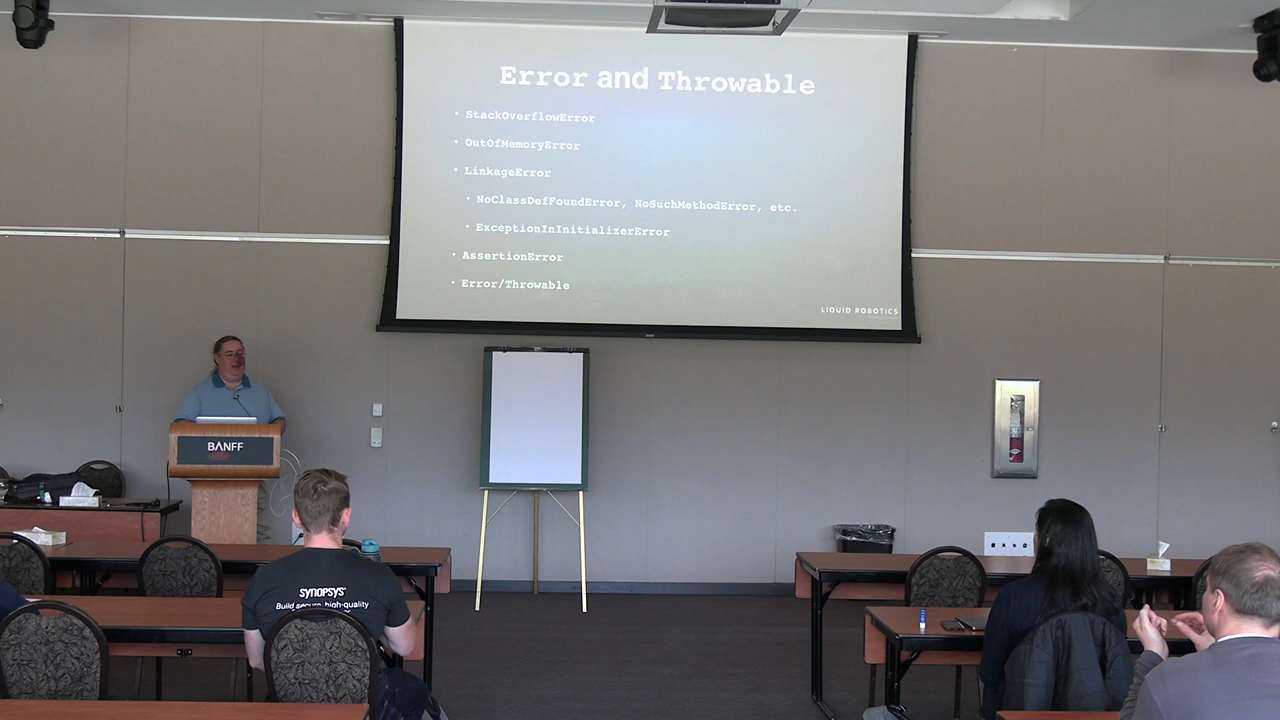 Error and Throwable
• StackOverflowError
• OutOfMemoryError
• LinkageError
• NoClassDefFoundError, NoSuchMethodError, etc.
• ExceptionInInitializerError
• AssertionError
• Error/Throwable
LIQUID ROBOTICS
BANFF
SYNOPSYS
Build secure, high-quality